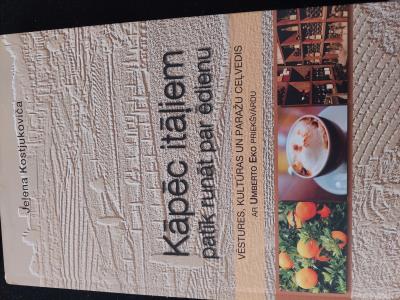 Jeļena Kostjukoviča
Kāpēc itāļiem
patīk runāt par ēdienu
VĒSTURES, KULTŪRAS UN PARAŽU CEĻVEDIS
AR UMBERTO EKO PRIEKŠVĀRDU